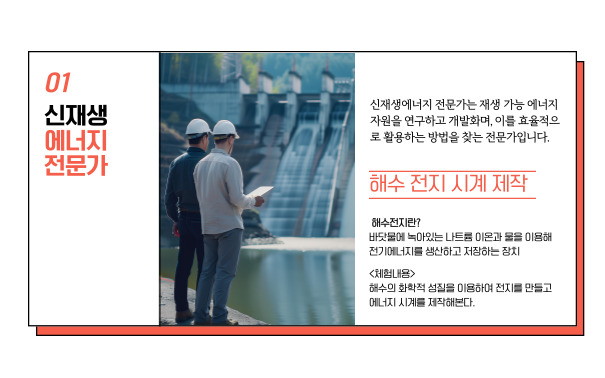 01
신재생
에너지
전문가
신재생에너지 전문가는 재생 가능 에너지
자원을 연구하고 개발화며, 이를 효율적으
로 활용하는 방법을 찾는 전문가입니다.
해수 전지 시계 제작
해수전지란?
바닷물에 녹아있는 나트륨 이온과 물을 이용해
전기에너지를 생산하고 저장하는 장치
<체험내용>
해수의 화학적 성질을 이용하여 전지를 만들고
에너지 시계를 제작해본다.